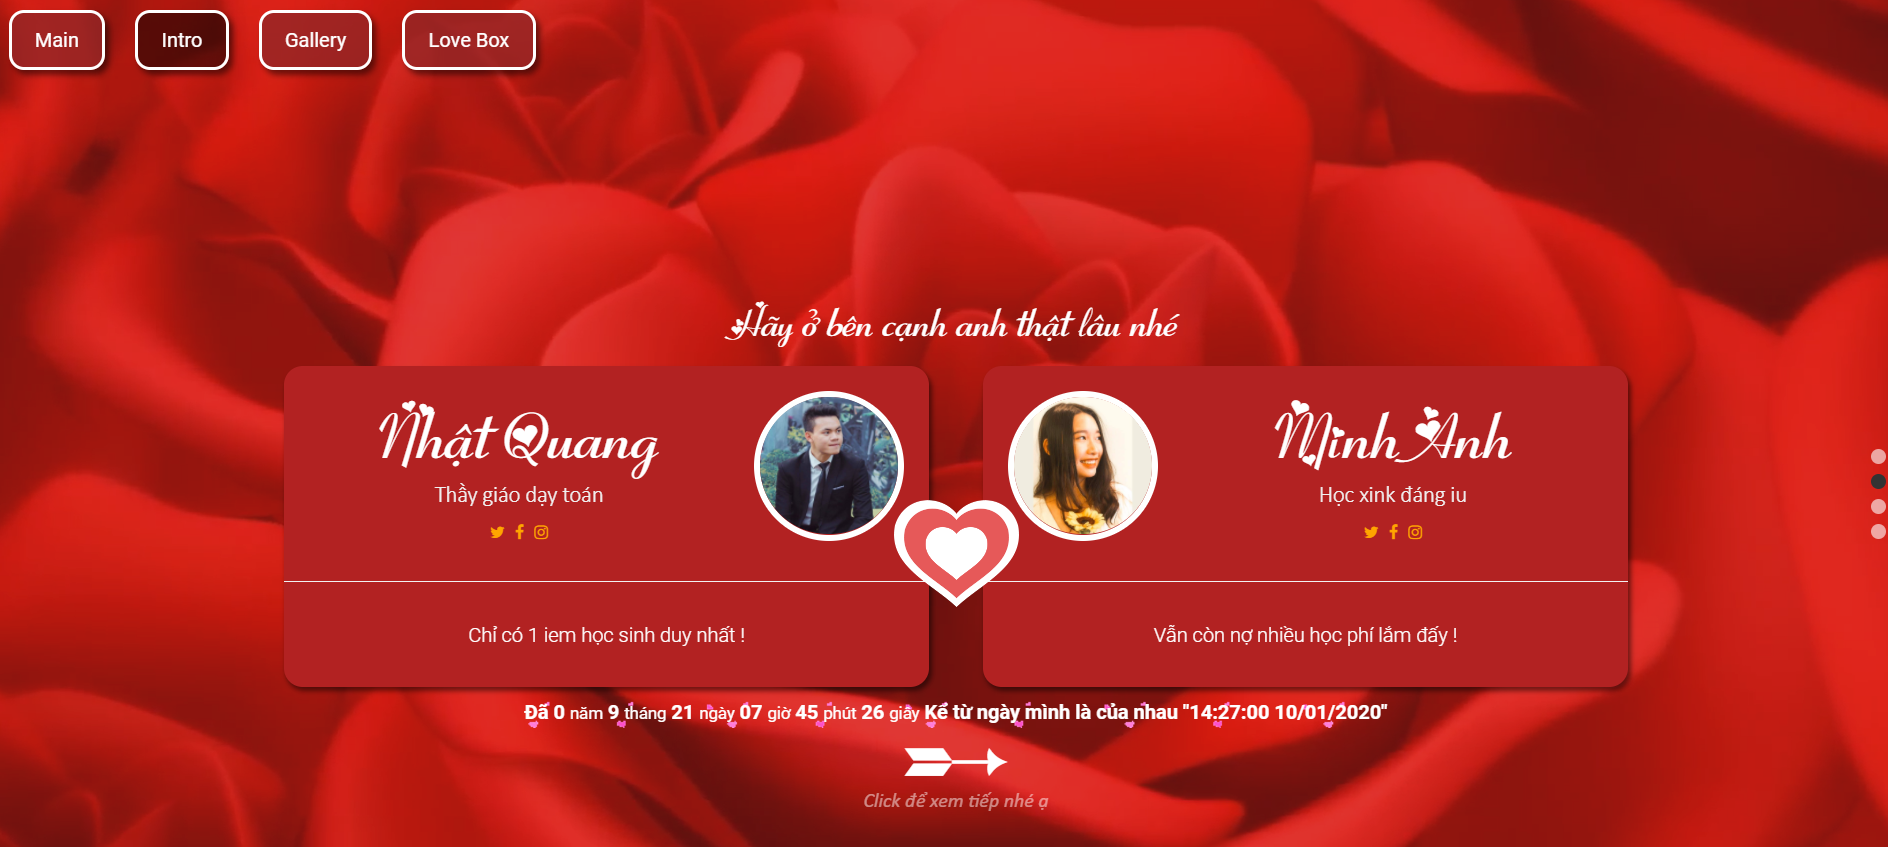 Main
Intro
Gallery
Love Box
Hãy ở bên cạnh anh thật lâu nhé
Nhật Quang
Thầy giáo dạy toán
Chỉ có 1 iem học sinh duy nhất !
Minh Anh
Học xink đáng iu
Vẫn còn nợ nhiều học phí lắm đấy !
Đã 0 năm 9 tháng 21 ngày 07 giờ 45 phút 26 giây Kể từ ngày mình là của nhau "14:27:00 10/01/2020"
Click để xem tiếp nhé ạ